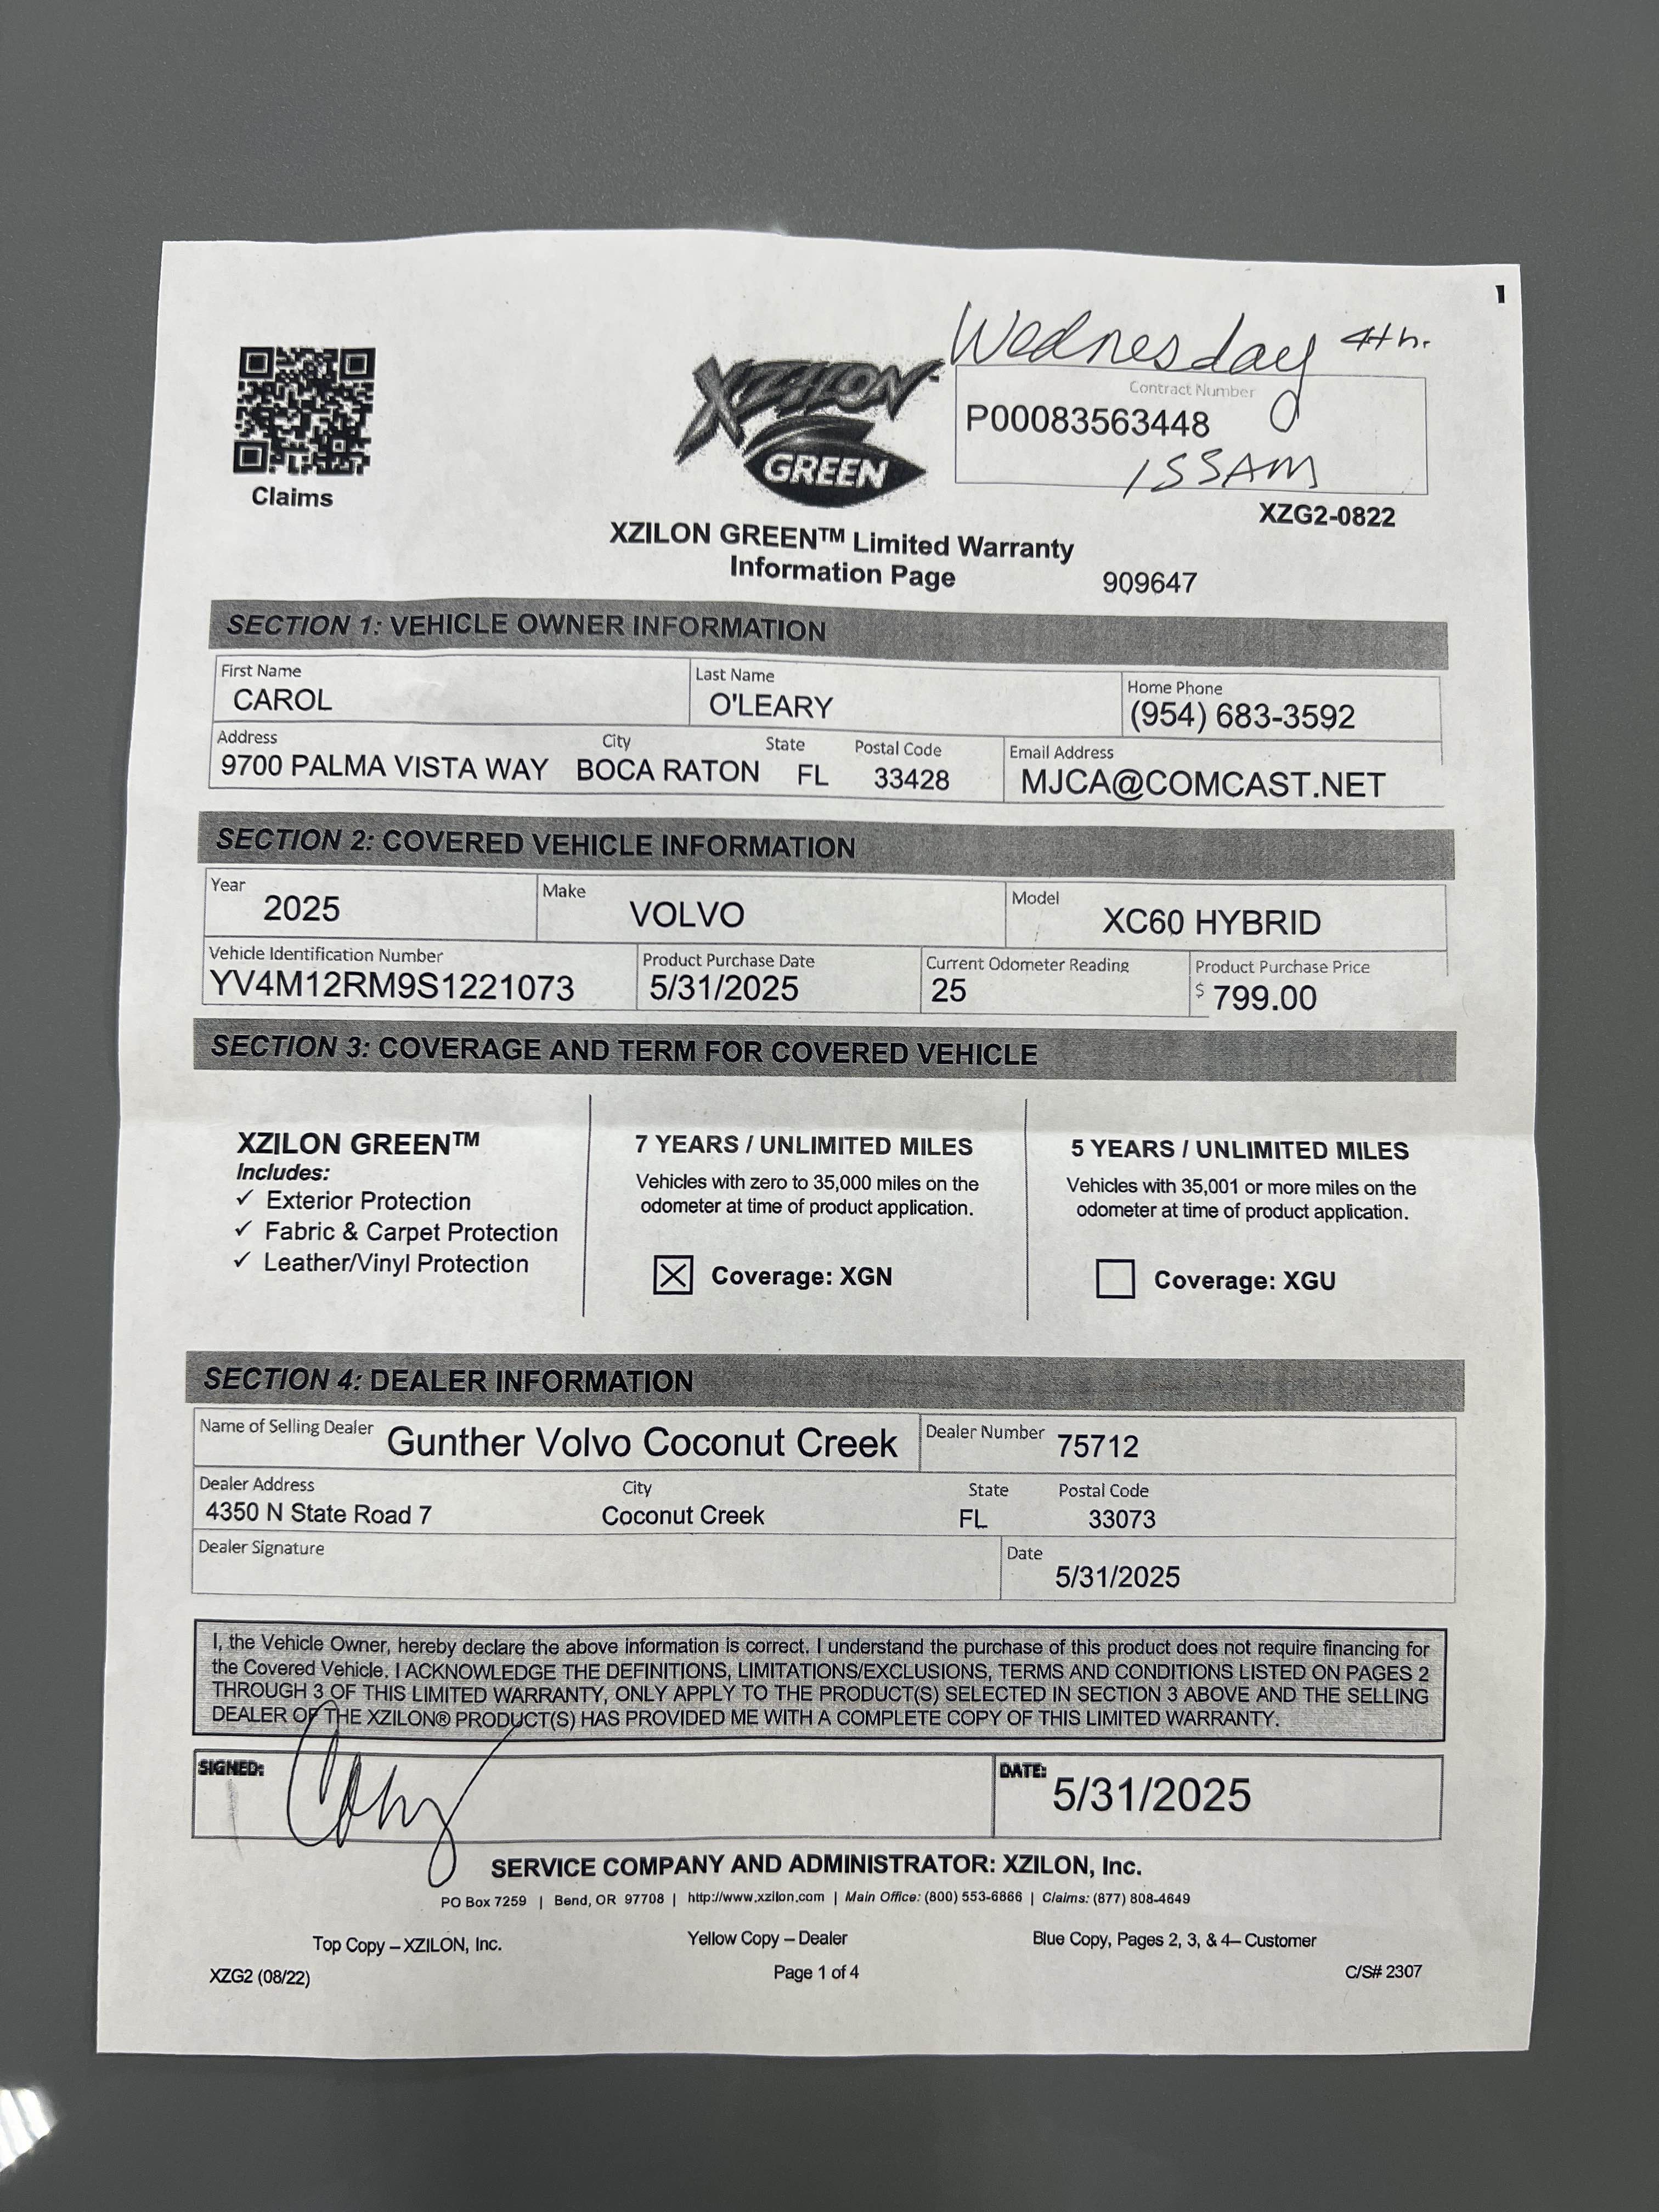 1
Wednesday 4th.
Claims
XZILON
GREEN
Contract Number
P00083563448
ISSAM
XZG2-0822
XZILON GREEN™ Limited Warranty
Information Page
909647
SECTION 1: VEHICLE OWNER INFORMATION
First Name Last Name Home Phone
CAROL O'LEARY (954) 683-3592
Address City State Postal Code Email Address
9700 PALMA VISTA WAY BOCA RATON FL 33428 MJCA@COMCAST.NET
SECTION 2: COVERED VEHICLE INFORMATION
Year Make Model
2025 VOLVO XC60 HYBRID
Vehicle Identification Number Product Purchase Date Current Odometer Reading Product Purchase Price
YV4M12RM9S1221073 5/31/2025 25 $ 799.00
SECTION 3: COVERAGE AND TERM FOR COVERED VEHICLE
XZILON GREEN™
Includes:
✓ Exterior Protection
✓ Fabric & Carpet Protection
✓ Leather/Vinyl Protection
7 YEARS / UNLIMITED MILES
Vehicles with zero to 35,000 miles on the
odometer at time of product application.
☒ Coverage: XGN
5 YEARS / UNLIMITED MILES
Vehicles with 35,001 or more miles on the
odometer at time of product application.
☐ Coverage: XGU
SECTION 4: DEALER INFORMATION
Name of Selling Dealer Gunther Volvo Coconut Creek Dealer Number 75712
Dealer Address City State Postal Code
4350 N State Road 7 Coconut Creek FL 33073
Dealer Signature Date
5/31/2025
I, the Vehicle Owner, hereby declare the above information is correct. I understand the purchase of this product does not require financing for
the Covered Vehicle. I ACKNOWLEDGE THE DEFINITIONS, LIMITATIONS/EXCLUSIONS, TERMS AND CONDITIONS LISTED ON PAGES 2
THROUGH 3 OF THIS LIMITED WARRANTY, ONLY APPLY TO THE PRODUCT(S) SELECTED IN SECTION 3 ABOVE AND THE SELLING
DEALER OF THE XZILON® PRODUCT(S) HAS PROVIDED ME WITH A COMPLETE COPY OF THIS LIMITED WARRANTY.
SIGNED: DATE: 5/31/2025
SERVICE COMPANY AND ADMINISTRATOR: XZILON, Inc.
PO Box 7259 | Bend, OR 97708 | http://www.xzilon.com | Main Office: (800) 553-6866 | Claims: (877) 808-4649
Top Copy – XZILON, Inc. Yellow Copy – Dealer Blue Copy, Pages 2, 3, & 4– Customer
XZG2 (08/22) Page 1 of 4 C/S# 2307